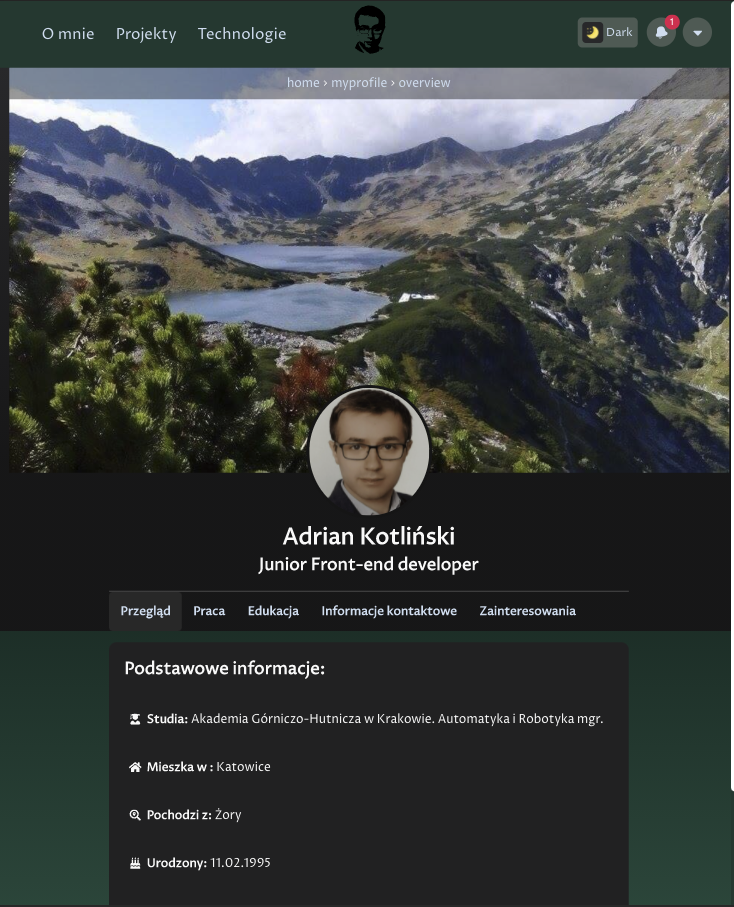 O mnie Projekty Technologie
Dark
1
home › myprofile › overview
Adrian Kotliński
Junior Front-end developer
Przegląd Praca Edukacja Informacje kontaktowe Zainteresowania
Podstawowe informacje:
Studia: Akademia Górniczo-Hutnicza w Krakowie. Automatyka i Robotyka mgr.
Mieszka w : Katowice
Pochodzi z: Żory
Urodzony: 11.02.1995